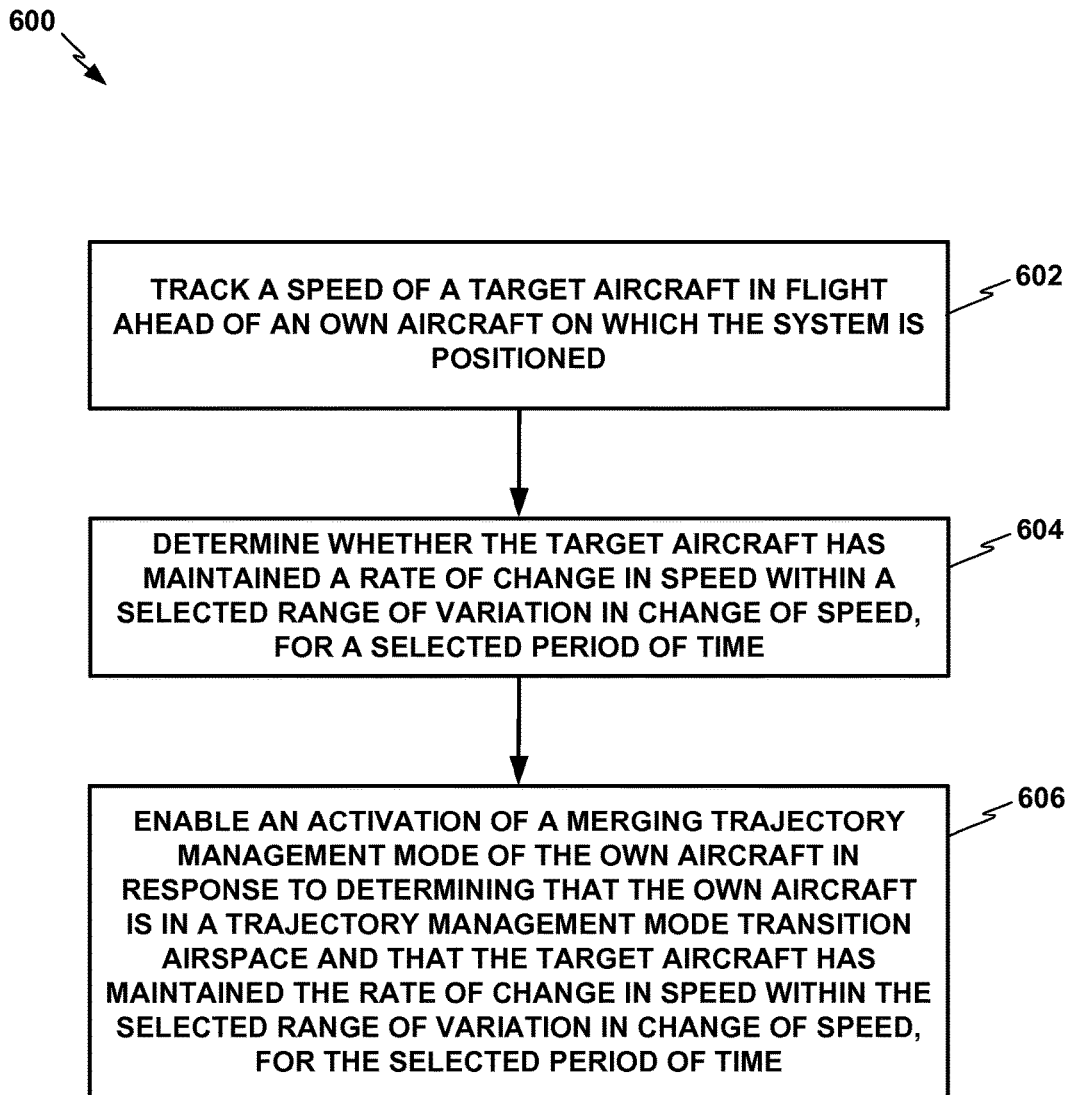 600
TRACK A SPEED OF A TARGET AIRCRAFT IN FLIGHT
AHEAD OF AN OWN AIRCRAFT ON WHICH THE SYSTEM IS
POSITIONED
602
DETERMINE WHETHER THE TARGET AIRCRAFT HAS
MAINTAINED A RATE OF CHANGE IN SPEED WITHIN A
SELECTED RANGE OF VARIATION IN CHANGE OF SPEED,
FOR A SELECTED PERIOD OF TIME
604
ENABLE AN ACTIVATION OF A MERGING TRAJECTORY
MANAGEMENT MODE OF THE OWN AIRCRAFT IN
RESPONSE TO DETERMINING THAT THE OWN AIRCRAFT
IS IN A TRAJECTORY MANAGEMENT MODE TRANSITION
AIRSPACE AND THAT THE TARGET AIRCRAFT HAS
MAINTAINED THE RATE OF CHANGE IN SPEED WITHIN THE
SELECTED RANGE OF VARIATION IN CHANGE OF SPEED,
FOR THE SELECTED PERIOD OF TIME
606